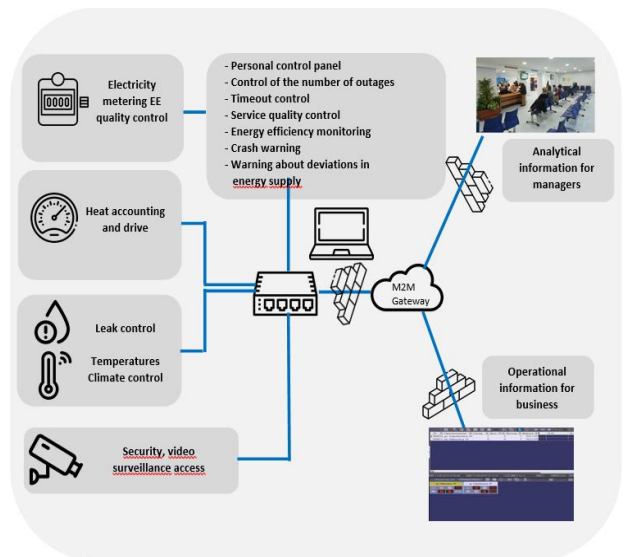 Electricity
metering EE
quality control
0000
- Personal control panel
- Control of the number of outages
- Timeout control
- Service quality control
- Energy efficiency monitoring
- Crash warning
- Warning about deviations in
energy supply
Analytical
information for
managers
Heat accounting
and drive
M2M
Gateway
Leak control
Temperatures
Climate control
Operational
information for
business
Security, video
surveillance access